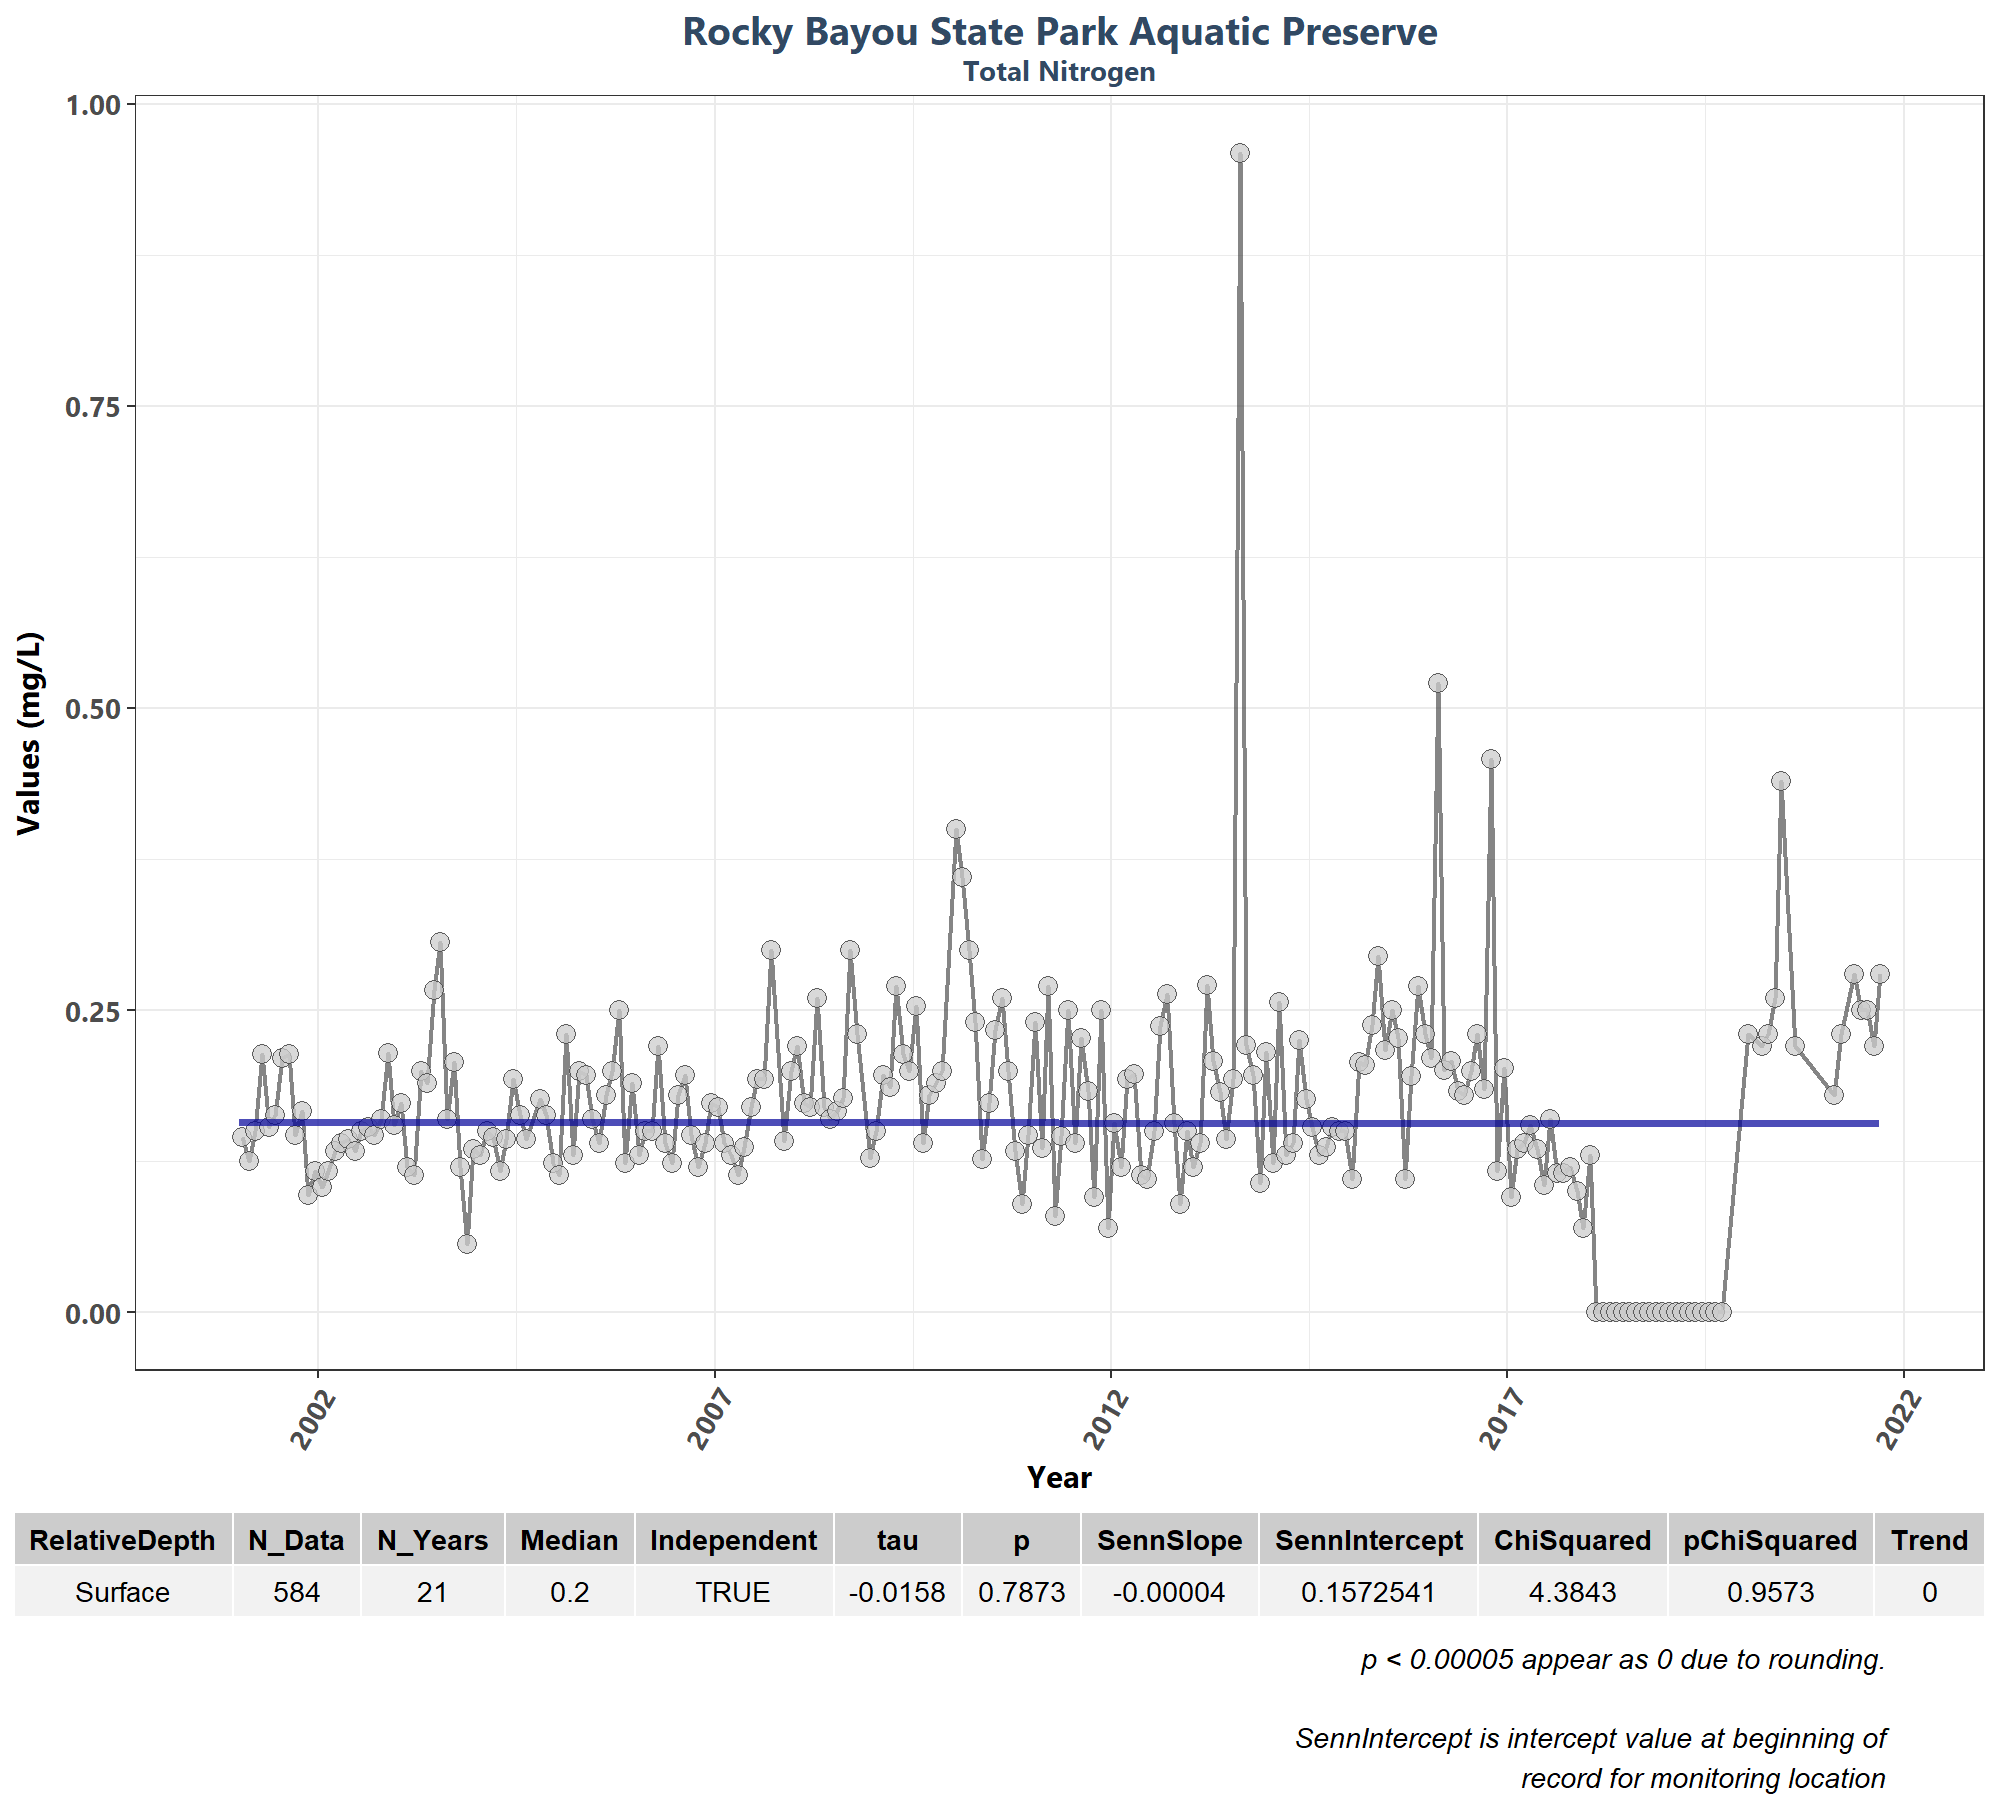 Rocky Bayou State Park Aquatic Preserve
Total Nitrogen
1.00
0.75
0.50
0.25
0.00
Values (mg/L)
2002 2007 2012 2017 2022
Year
RelativeDepth N_Data N_Years Median Independent tau p SennSlope SennIntercept ChiSquared pChiSquared Trend
Surface 584 21 0.2 TRUE -0.0158 0.7873 -0.00004 0.1572541 4.3843 0.9573 0
p < 0.00005 appear as 0 due to rounding.
SennIntercept is intercept value at beginning of
record for monitoring location